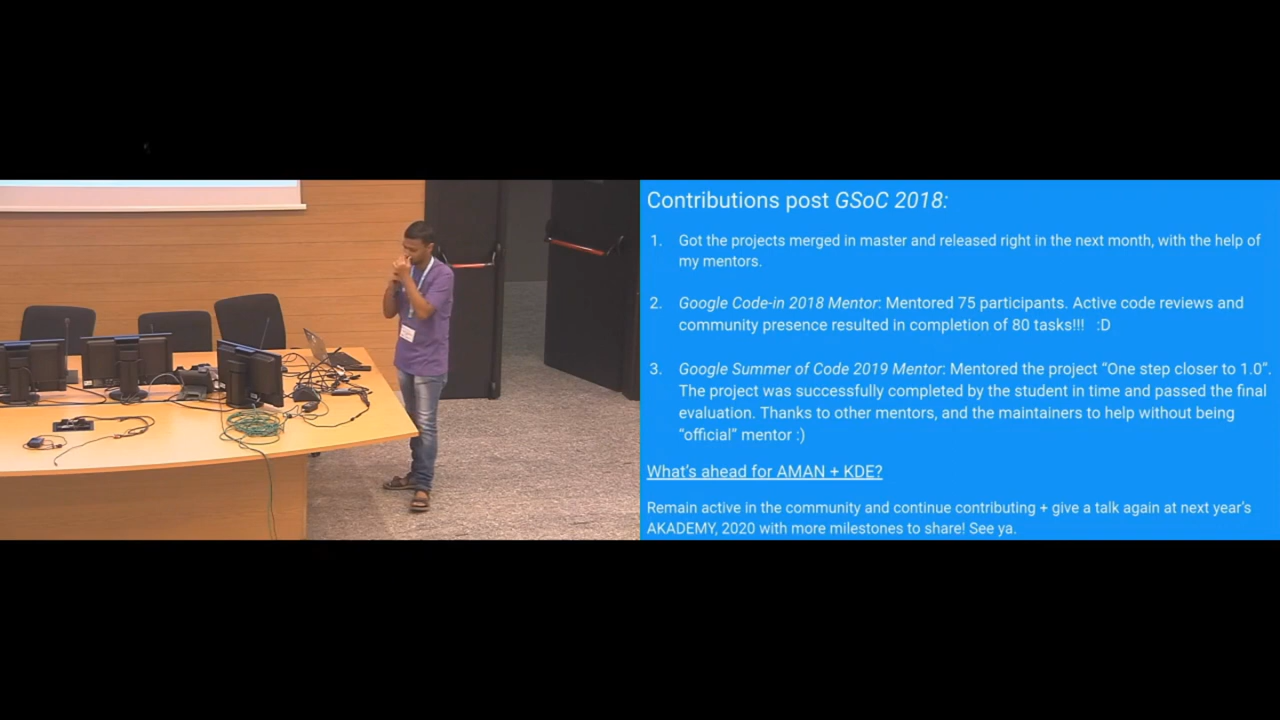 Contributions post GSoC 2018:
1. Got the projects merged in master and released right in the next month, with the help of
my mentors.
2. Google Code-in 2018 Mentor: Mentored 75 participants. Active code reviews and
community presence resulted in completion of 80 tasks!!! :D
3. Google Summer of Code 2019 Mentor: Mentored the project “One step closer to 1.0”.
The project was successfully completed by the student in time and passed the final
evaluation. Thanks to other mentors, and the maintainers to help without being
“official” mentor :)
What's ahead for AMAN + KDE?
Remain active in the community and continue contributing + give a talk again at next year's
AKADEMY, 2020 with more milestones to share! See ya.